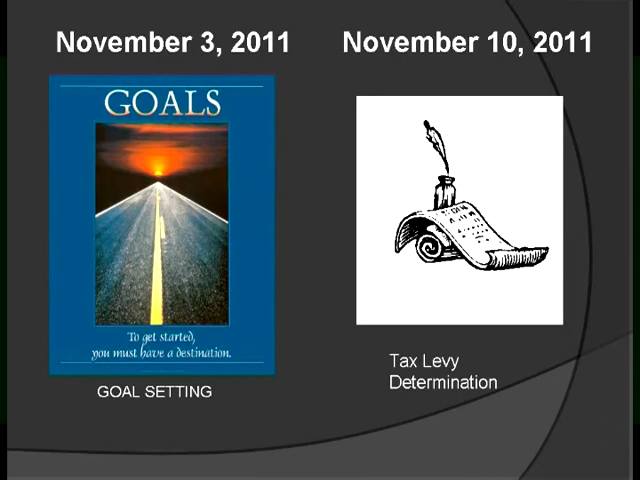 November 3, 2011
November 10, 2011
GOALS
To get started,
you must have a destination.
GOAL SETTING
Tax Levy
Determination